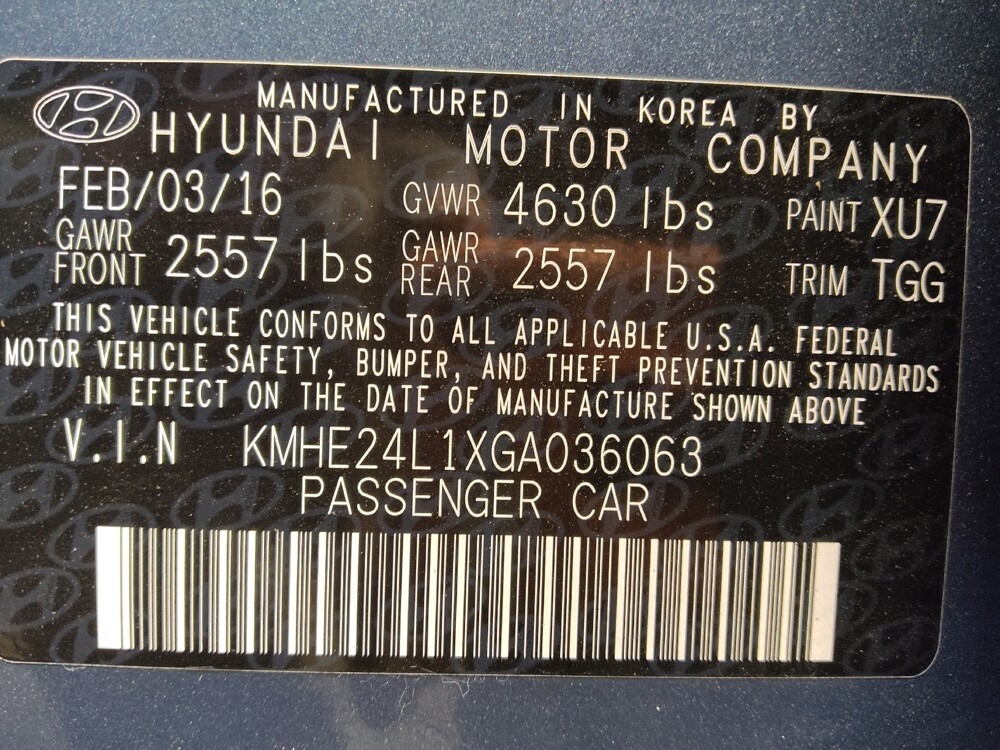 MANUFACTURED IN KOREA BY
HYUNDAI MOTOR COMPANY
FEB/03/16 GVWR 4630 lbs PAINT XU7
GAWR FRONT 2557 lbs GAWR REAR 2557 lbs TRIM TGG
THIS VEHICLE CONFORMS TO ALL APPLICABLE U.S.A. FEDERAL
MOTOR VEHICLE SAFETY, BUMPER, AND THEFT PREVENTION STANDARDS
IN EFFECT ON THE DATE OF MANUFACTURE SHOWN ABOVE
V.I.N KMHE24L1XGA036063
PASSENGER CAR